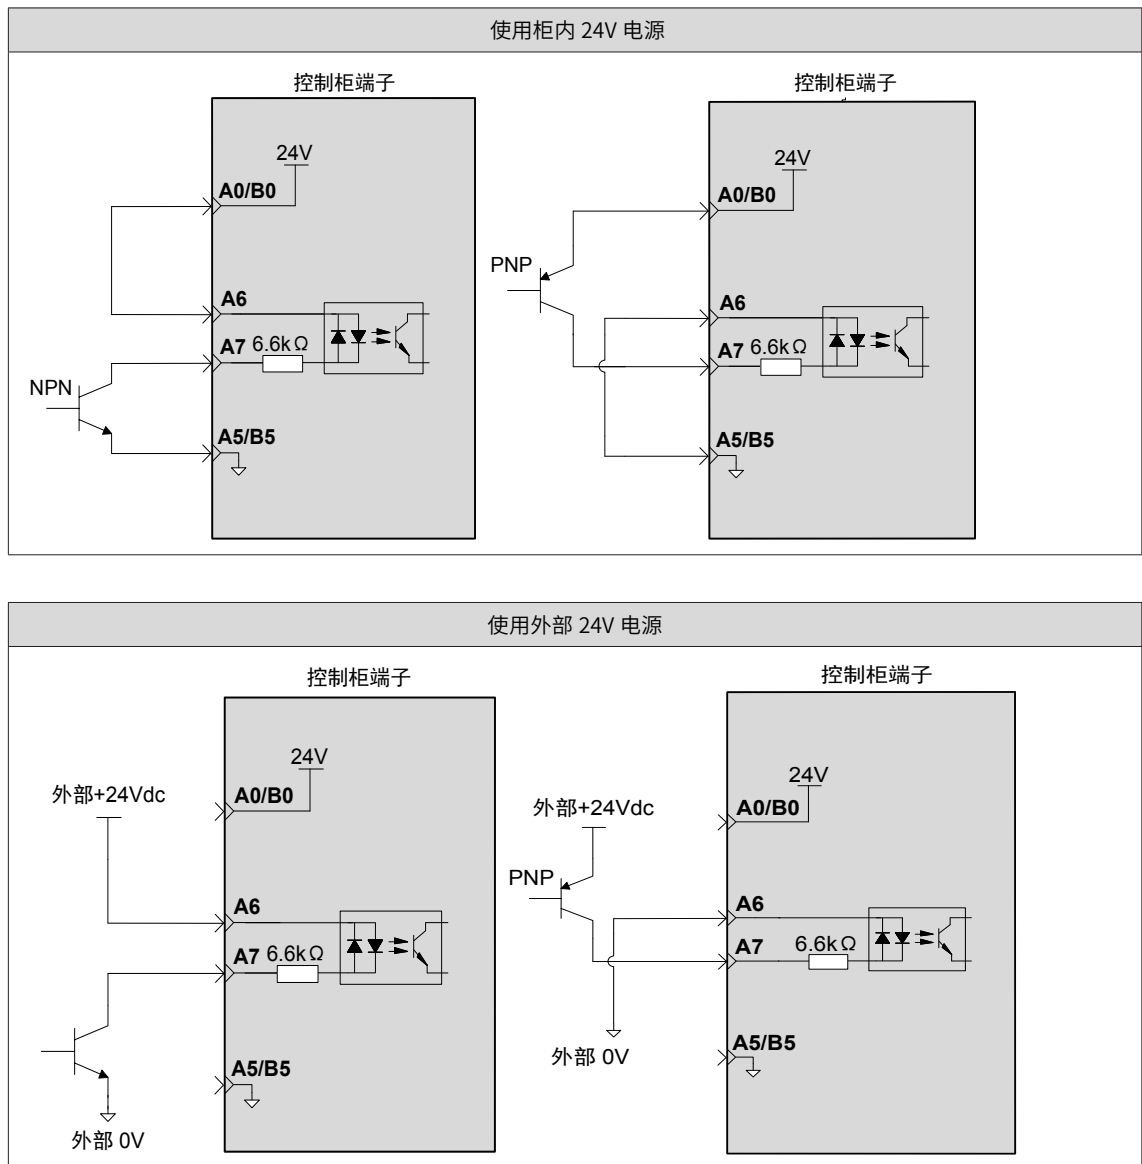 使用柜内 24V 电源
控制柜端子
24V
A0/B0
A6
A7 6.6kΩ
NPN
A5/B5
控制柜端子
24V
A0/B0
PNP
A6
A7 6.6kΩ
A5/B5
使用外部 24V 电源
控制柜端子
24V
外部+24Vdc
A0/B0
A6
A7 6.6kΩ
A5/B5
外部 0V
控制柜端子
24V
外部+24Vdc
A0/B0
PNP
A6
A7 6.6kΩ
外部 0V
A5/B5